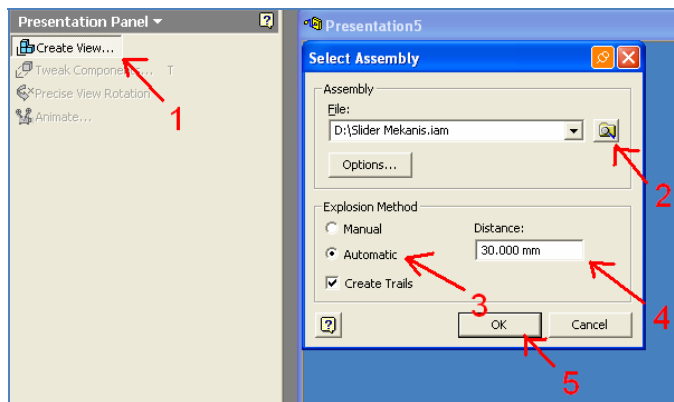 Presentation Panel
Create View...
Tweak Components... T
Precise View Rotation
Animate...
1
Presentation5
Select Assembly
Assembly
File:
D:\Slider Mekanis.iam
Options...
2
Explosion Method
Manual
Distance:
Automatic
30.000 mm
Create Trails
3
4
OK
Cancel
5